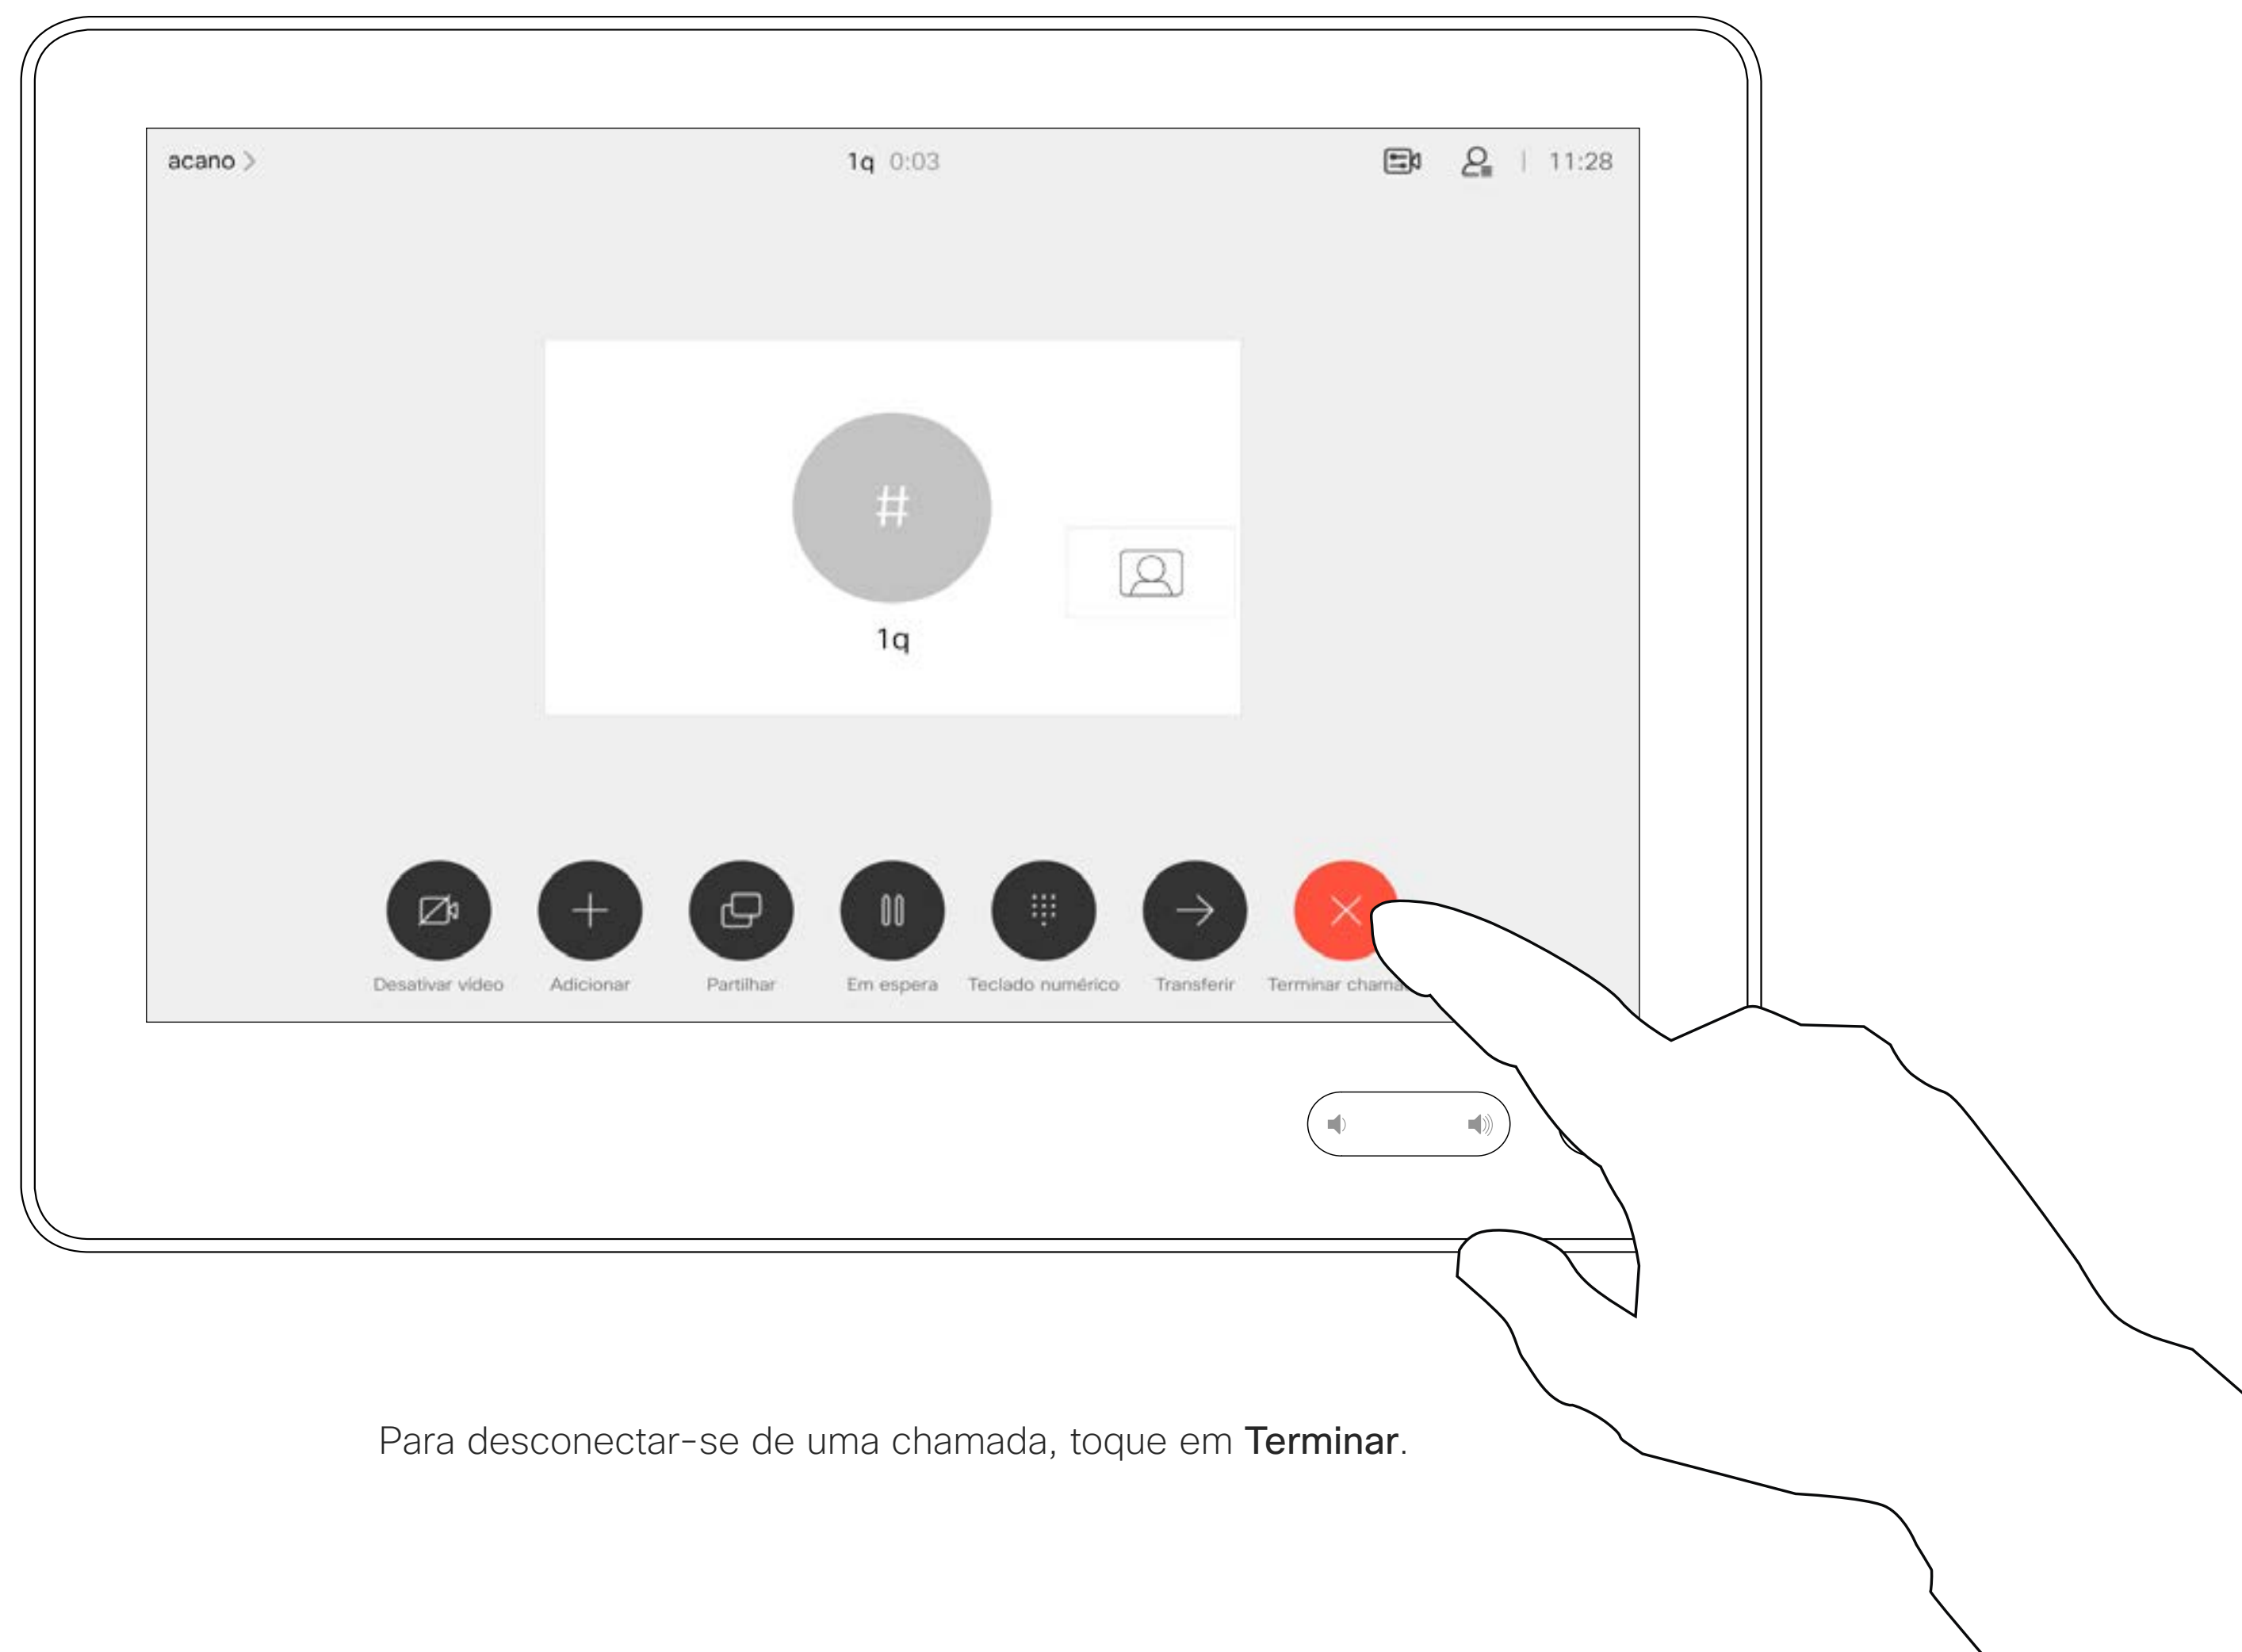 acano
1q 0:03
11:28
#
1q
Desativar vídeo
Adicionar
Partilhar
Em espera
Teclado numérico
Transferir
Terminar
Para desconectar-se de uma chamada, toque em Terminar.